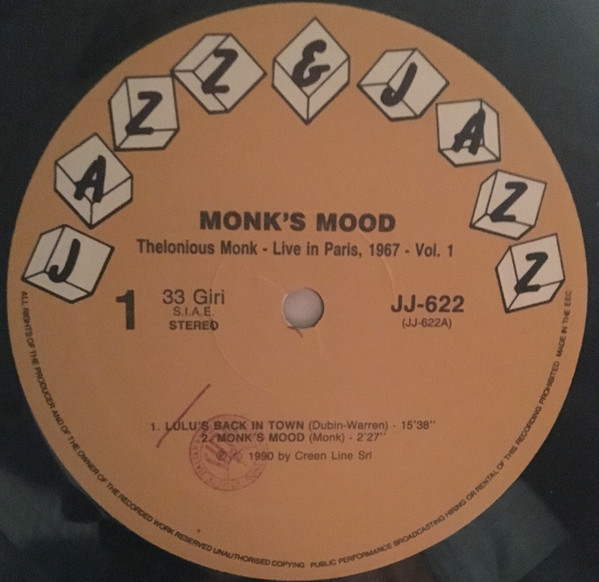 JAZZ & JAZZ
MONK'S MOOD
Thelonious Monk - Live in Paris, 1967 - Vol. 1
1
33 Giri
S.I.A.E.
STEREO
JJ-622
(JJ-622A)
1. LULU'S BACK IN TOWN (Dubin-Warren) - 15'38''
2. MONK'S MOOD (Monk) - 2'27''
1990 by Creen Line Srl
ALL RIGHTS OF THE PRODUCER AND OF THE OWNERS OF THE RECORDED WORK RESERVED UNAUTHORISED COPYING PUBLIC PERFORMANCE BROADCASTING HIRING OR RENTAL OF THIS RECORDING PROHIBITED MADE IN THE EEC